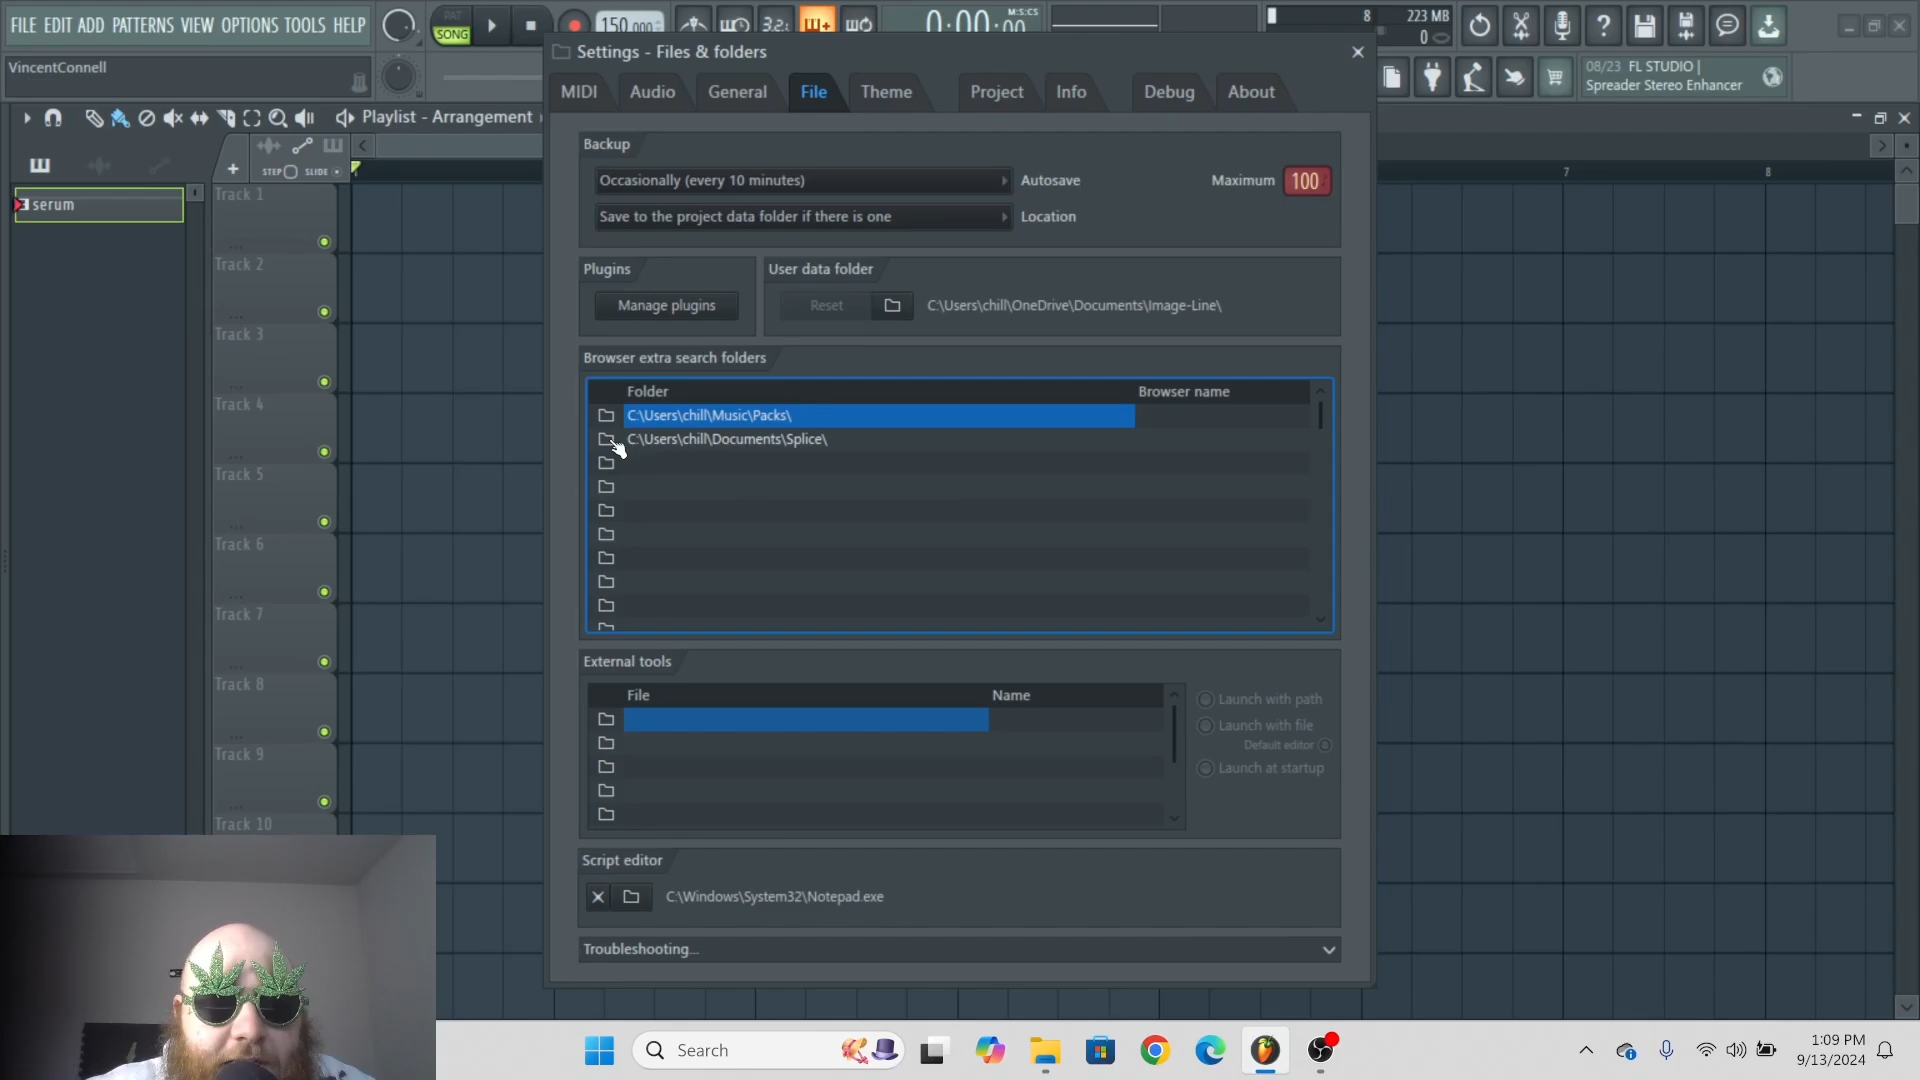 FILE EDIT ADD PATTERNS VIEW OPTIONS TOOLS HELP
PAT
SONG
150.000
3.2.
0:00:00
M:S:CS
8
223 MB
0
VincentConnell
08/23 FL STUDIO |
Spreader Stereo Enhancer
Playlist - Arrangement
STEP SLIDE
7
8
serum
Track 1
Track 2
Track 3
Track 4
Track 5
Track 6
Track 7
Track 8
Track 9
Track 10
Settings - Files & folders
MIDI
Audio
General
File
Theme
Project
Info
Debug
About
Backup
Occasionally (every 10 minutes)
Autosave
Maximum
100
Save to the project data folder if there is one
Location
Plugins
Manage plugins
User data folder
Reset
C:\Users\chill\OneDrive\Documents\Image-Line\
Browser extra search folders
Folder
Browser name
C:\Users\chill\Music\Packs\
C:\Users\chill\Documents\Splice\
External tools
File
Name
Launch with path
Launch with file
Default editor
Launch at startup
Script editor
C:\Windows\System32\Notepad.exe
Troubleshooting...
Search
1:09 PM
9/13/2024